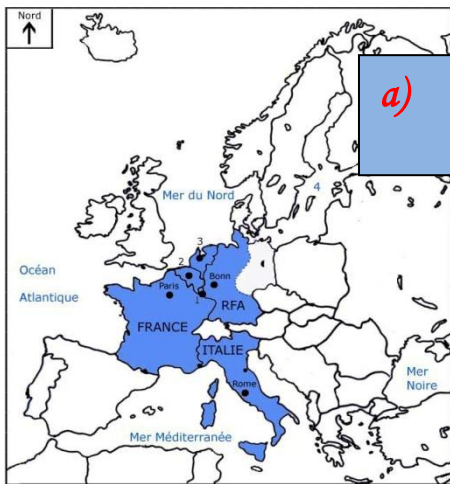 Nord
a)
Mer du Nord
4
3
Océan
Atlantique
2
Bonn
Paris
1
RFA
FRANCE
ITALIE
Mer
Noire
Rome
Mer Méditerranée